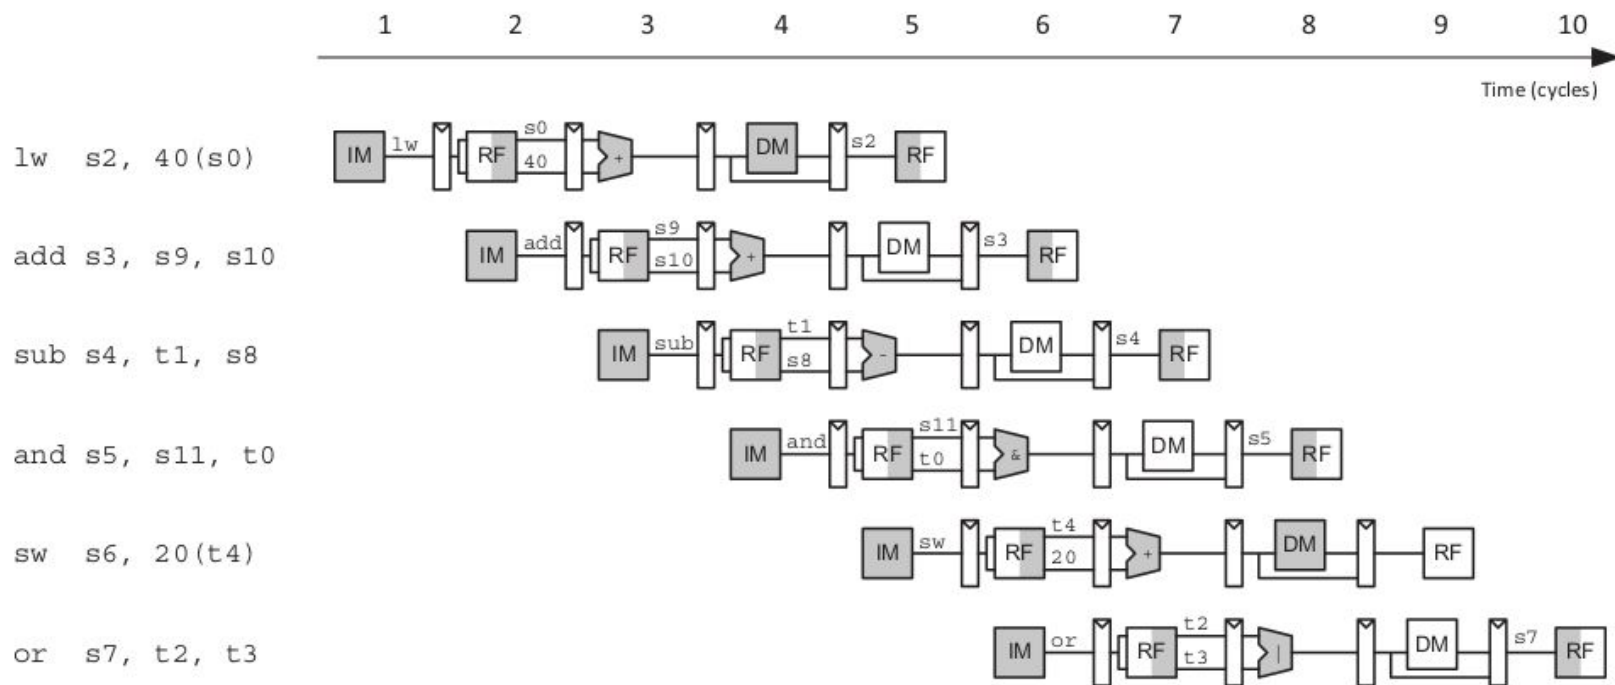 1 2 3 4 5 6 7 8 9 10
Time (cycles)
lw s2, 40(s0) IM lw RF s0 40 + DM s2 RF
add s3, s9, s10 IM add RF s9 s10 + DM s3 RF
sub s4, t1, s8 IM sub RF t1 s8 - DM s4 RF
and s5, s11, t0 IM and RF s11 t0 & DM s5 RF
sw s6, 20(t4) IM sw RF t4 20 + DM RF
or s7, t2, t3 IM or RF t2 t3 | DM s7 RF